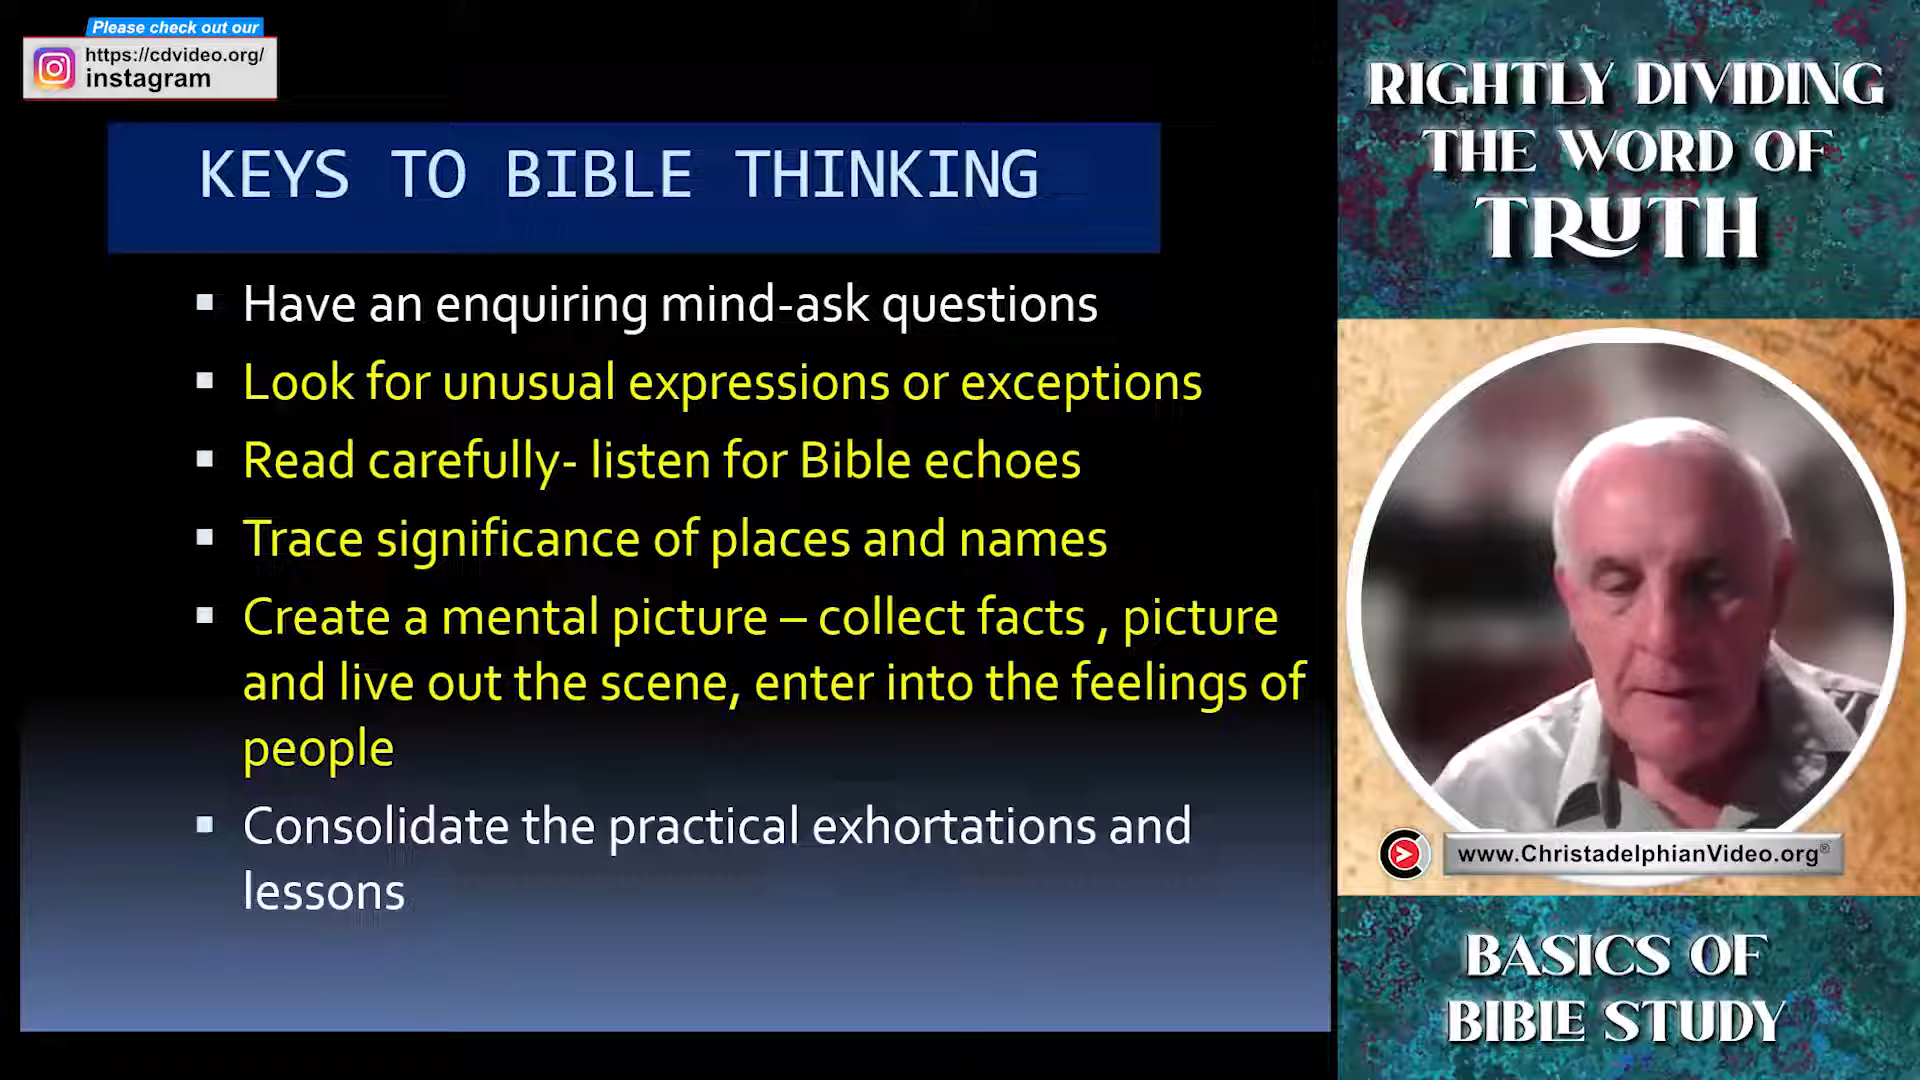 Please check out our
https://cdvideo.org/
instagram
KEYS TO BIBLE THINKING
Have an enquiring mind-ask questions
Look for unusual expressions or exceptions
Read carefully- listen for Bible echoes
Trace significance of places and names
Create a mental picture – collect facts , picture
and live out the scene, enter into the feelings of
people
Consolidate the practical exhortations and
lessons
RIGHTLY DIVIDING
THE WORD OF
TRUTH
www.ChristadelphianVideo.org®
BASICS OF
BIBLE STUDY